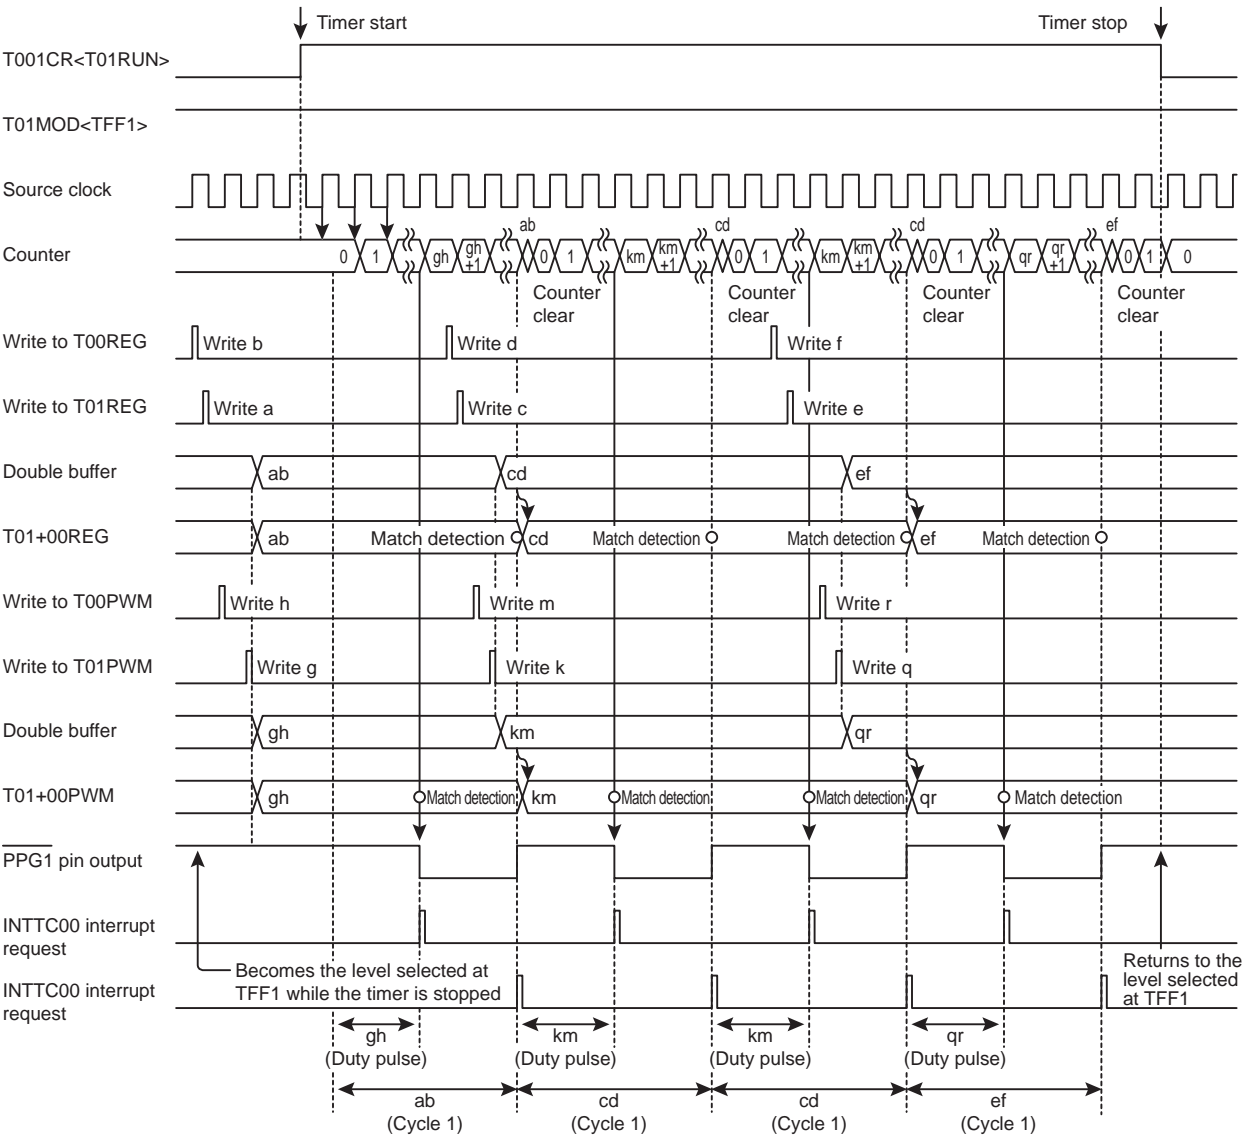 Timer start
Timer stop
T001CR<T01RUN>
T01MOD<TFF1>
Source clock
ab cd cd ef
Counter 0 1 gh gh+1 0 1 km km+1 0 1 km km+1 0 1 qr qr+1 0 1 0
Counter clear
Counter clear
Counter clear
Counter clear
Write to T00REG Write b Write d Write f
Write to T01REG Write a Write c Write e
Double buffer ab cd ef
T01+00REG ab Match detection cd Match detection Match detection ef Match detection
Write to T00PWM Write h Write m Write r
Write to T01PWM Write g Write k Write q
Double buffer gh km qr
T01+00PWM gh Match detection km Match detection Match detection qr Match detection
PPG1 pin output
INTTC00 interrupt
request
Becomes the level selected at
TFF1 while the timer is stopped
Returns to the
level selected
at TFF1
INTTC00 interrupt
request
gh km km qr
(Duty pulse) (Duty pulse) (Duty pulse) (Duty pulse)
ab cd cd ef
(Cycle 1) (Cycle 1) (Cycle 1) (Cycle 1)